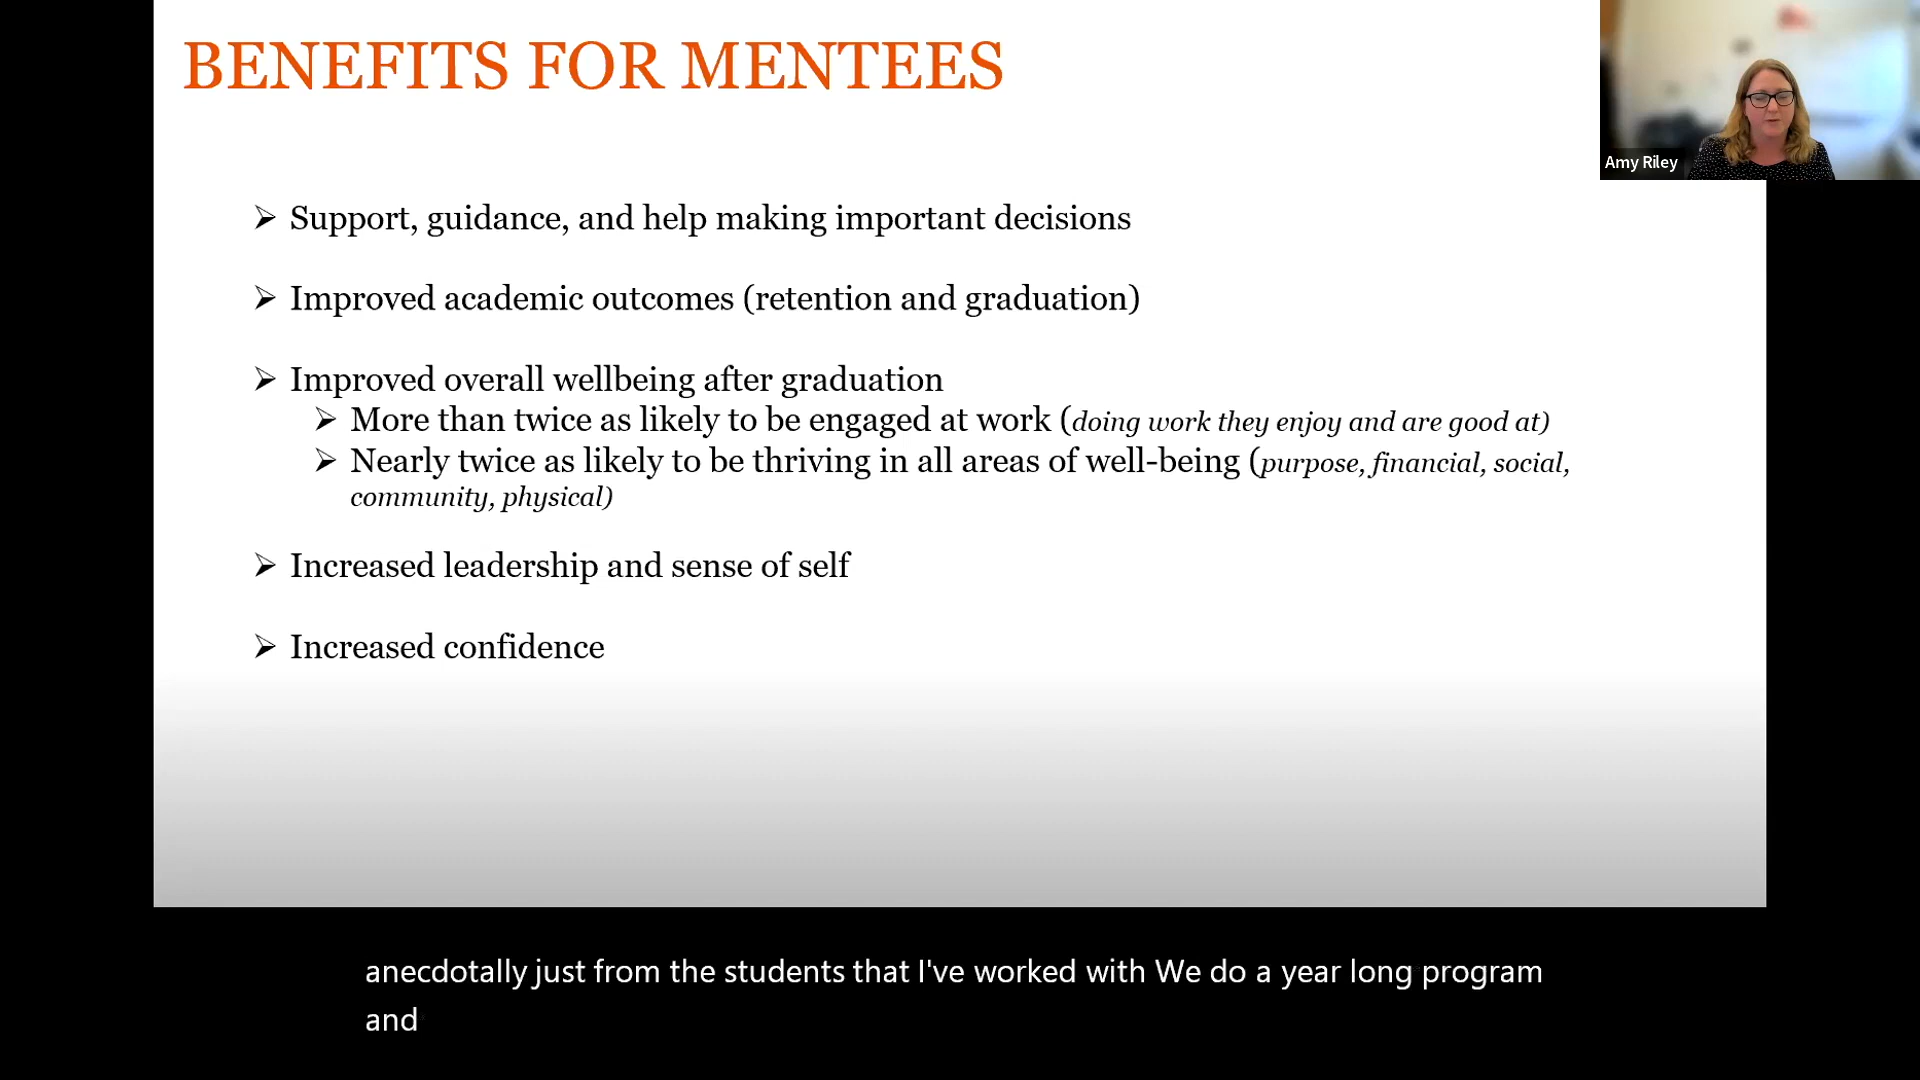 BENEFITS FOR MENTEES
Amy Riley
➢ Support, guidance, and help making important decisions
➢ Improved academic outcomes (retention and graduation)
➢ Improved overall wellbeing after graduation
➢ More than twice as likely to be engaged at work (doing work they enjoy and are good at)
➢ Nearly twice as likely to be thriving in all areas of well-being (purpose, financial, social,
community, physical)
➢ Increased leadership and sense of self
➢ Increased confidence
anecdotally just from the students that I've worked with We do a year long program
and